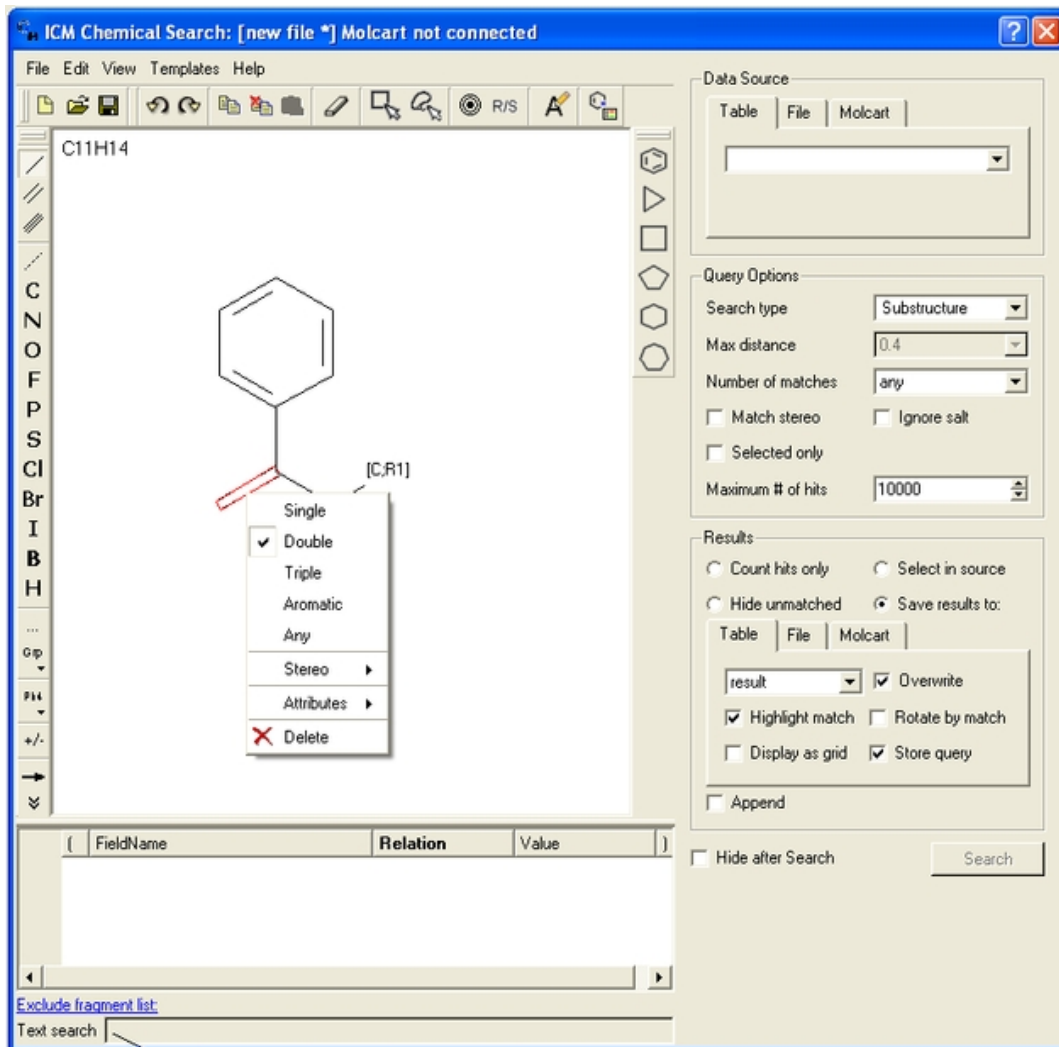 ICM Chemical Search: [new file *] Molcart not connected
File Edit View Templates Help
R/S
C11H14
C
N
O
F
P
S
Cl
Br
I
B
H
...
Grp
+/-
[C;R1]
Single
Double
Triple
Aromatic
Any
Stereo
Attributes
Delete
( FieldName Relation Value )
Exclude fragment list:
Text search
Data Source
Table File Molcart
Query Options
Search type Substructure
Max distance 0.4
Number of matches any
Match stereo Ignore salt
Selected only
Maximum # of hits 10000
Results
Count hits only Select in source
Hide unmatched Save results to:
Table File Molcart
result Overwrite
Highlight match Rotate by match
Display as grid Store query
Append
Hide after Search Search